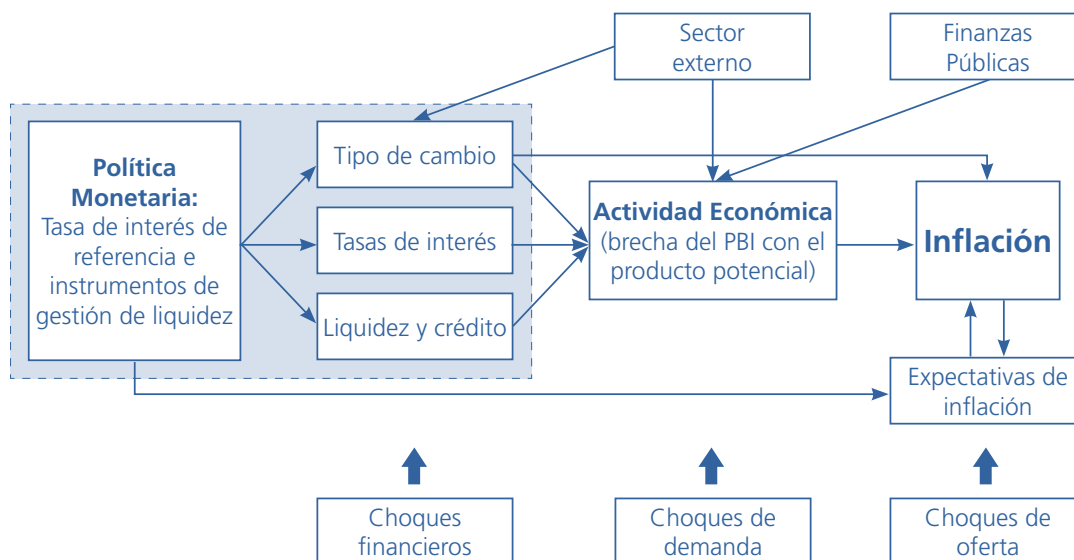 Sector
externo
Finanzas
Públicas
Política
Monetaria:
Tasa de interés de
referencia e
instrumentos de
gestión de liquidez
Tipo de cambio
Tasas de interés
Liquidez y crédito
Actividad Económica
(brecha del PBI con el
producto potencial)
Inflación
Expectativas de
inflación
Choques
financieros
Choques de
demanda
Choques de
oferta